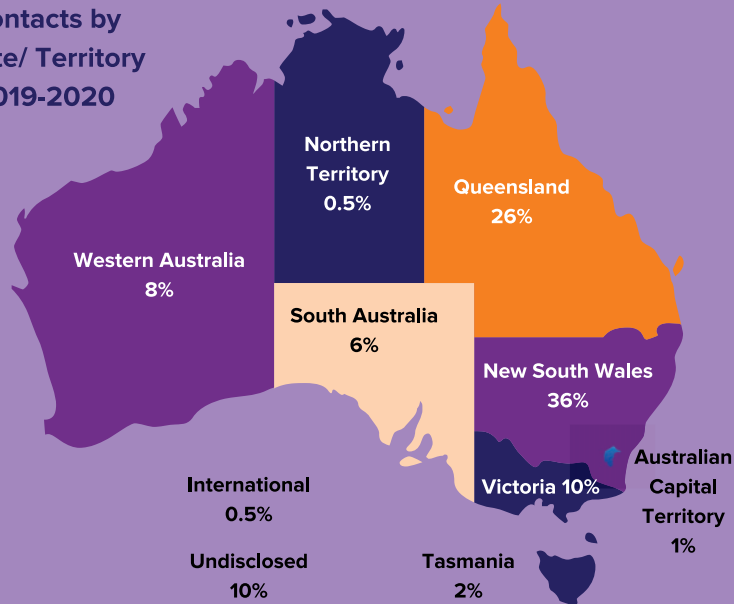 ontacts by
te/ Territory
019-2020
Northern
Territory
0.5%
Queensland
26%
Western Australia
8%
South Australia
6%
New South Wales
36%
Victoria 10%
Australian
Capital
Territory
1%
International
0.5%
Undisclosed
10%
Tasmania
2%